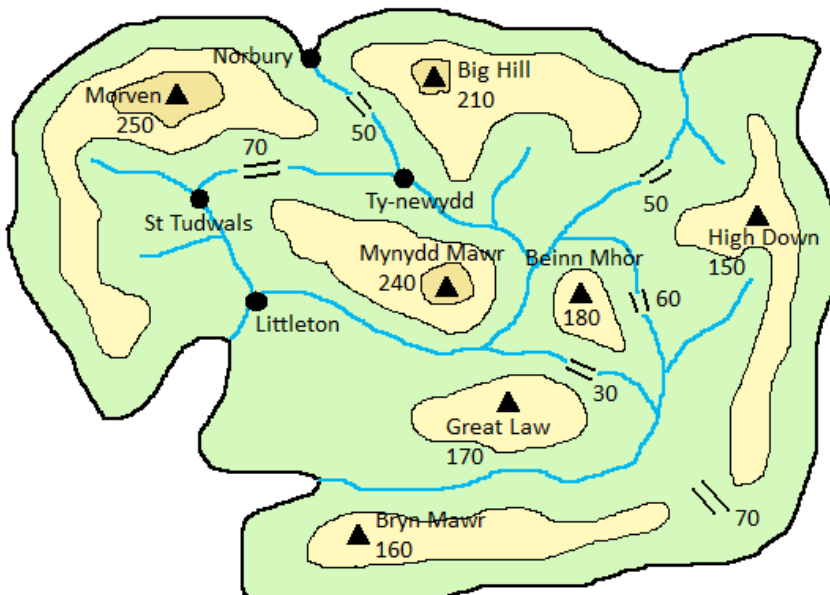 Norbury
Big Hill
210
Morven
250
50
70
Ty-newydd
50
St Tudwals
High Down
150
Mynydd Mawr
240
Beinn Mhor
180
60
Littleton
30
Great Law
170
Bryn Mawr
160
70